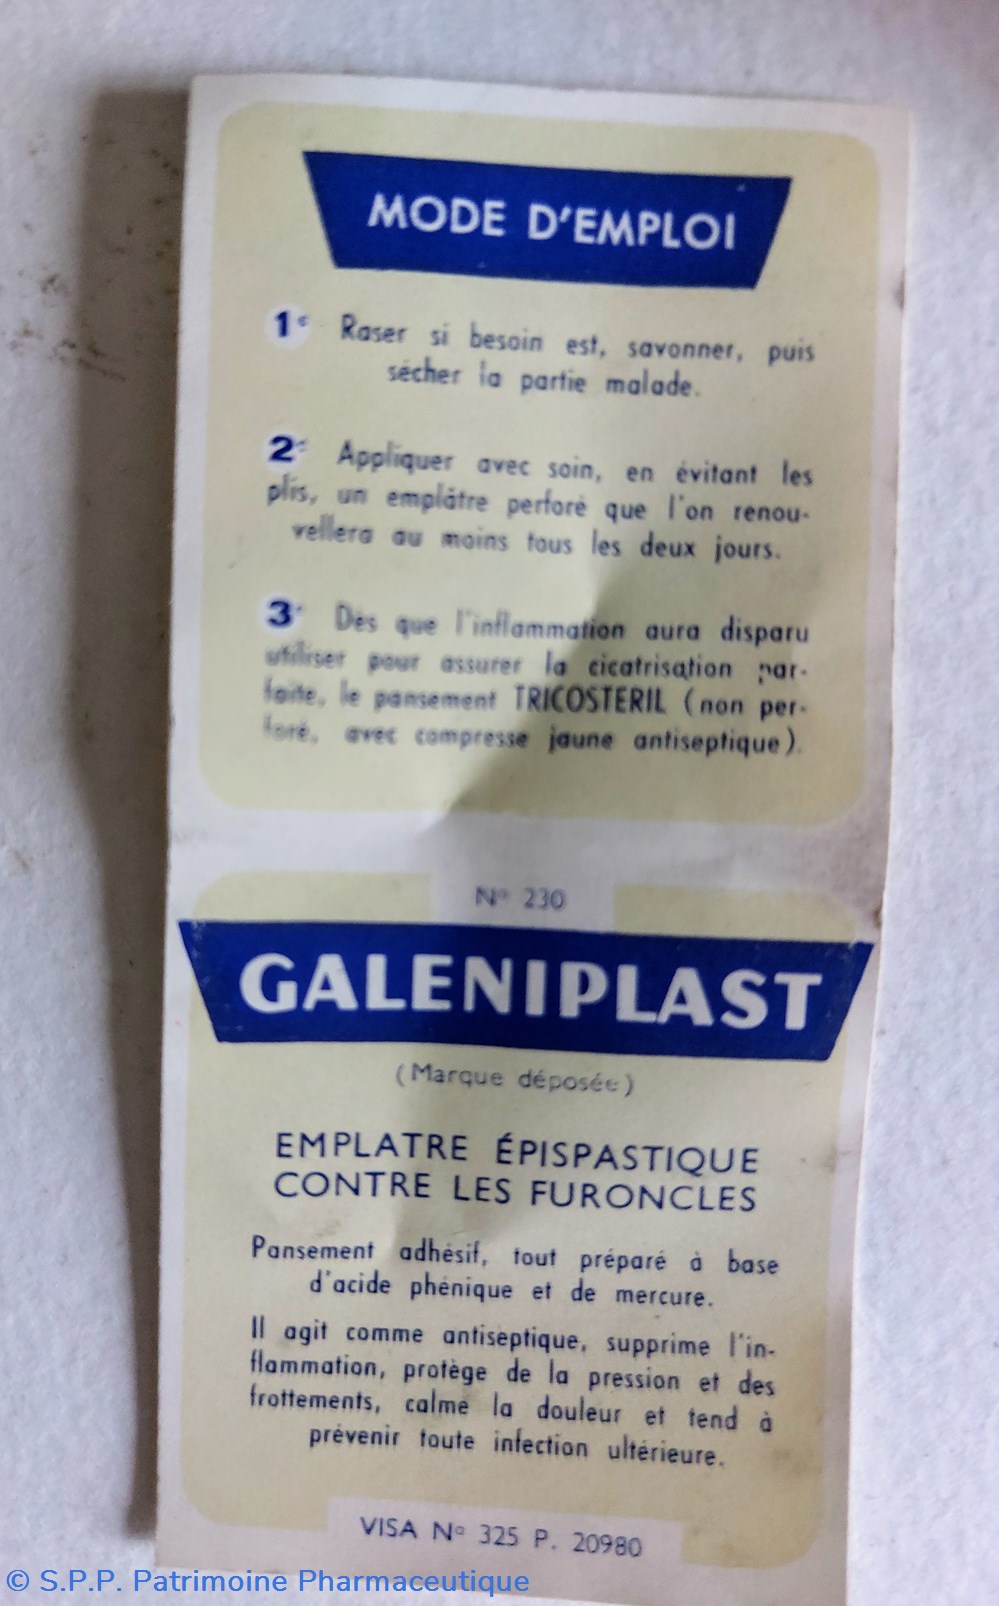 MODE D'EMPLOI
1° Raser si besoin est, savonner, puis
sécher la partie malade.
2° Appliquer avec soin, en évitant les
plis, un emplâtre perforé que l'on renou-
vellera au moins tous les deux jours.
3° Dès que l'inflammation aura disparu
utiliser pour assurer la cicatrisation par-
faite, le pansement TRICOSTERIL (non per-
foré, avec compresse jaune antiseptique).
N° 230
GALENIPLAST
(Marque déposée)
EMPLATRE ÉPISPASTIQUE
CONTRE LES FURONCLES
Pansement adhésif, tout préparé à base
d'acide phénique et de mercure.
Il agit comme antiseptique, supprime l'in-
flammation, protège de la pression et des
frottements, calme la douleur et tend à
prévenir toute infection ultérieure.
VISA N° 325 P. 20980
© S.P.P. Patrimoine Pharmaceutique